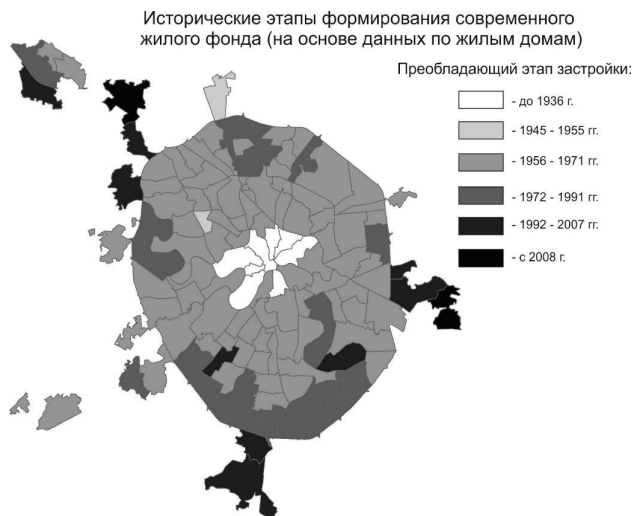 Исторические этапы формирования современного
жилого фонда (на основе данных по жилым домам)
Преобладающий этап застройки:
- до 1936 г.
- 1945 - 1955 гг.
- 1956 - 1971 гг.
- 1972 - 1991 гг.
- 1992 - 2007 гг.
- с 2008 г.